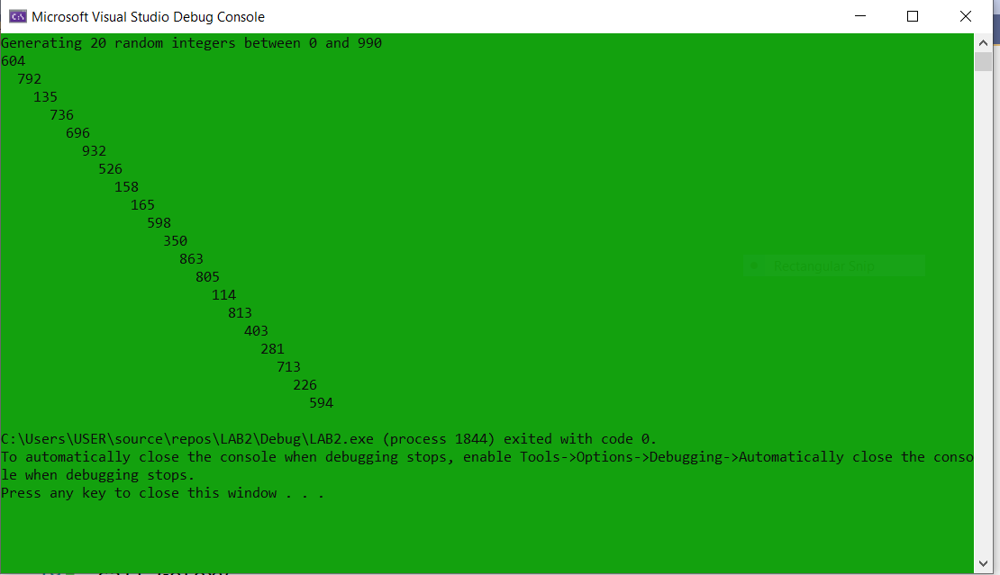 Microsoft Visual Studio Debug Console
Generating 20 random integers between 0 and 990
604
792
135
736
696
932
526
158
165
598
350
863
805
114
813
403
281
713
226
594
C:\Users\USER\source\repos\LAB2\Debug\LAB2.exe (process 1844) exited with code 0.
To automatically close the console when debugging stops, enable Tools->Options->Debugging->Automatically close the conso
le when debugging stops.
Press any key to close this window . . .
Rectangular Snip